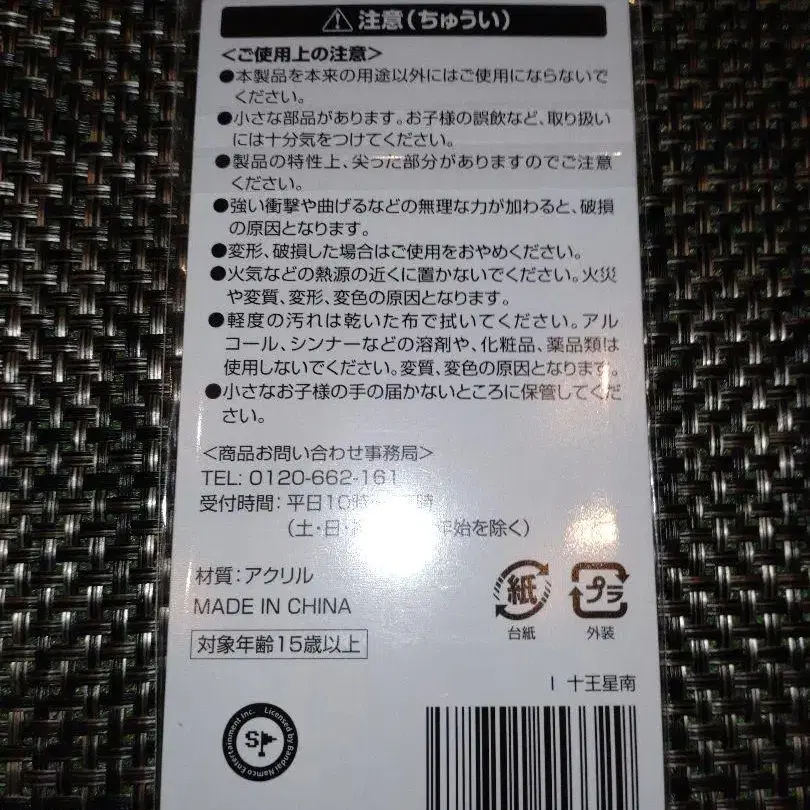 注意(ちゅうい)
<ご使用上の注意>
●本製品を本来の用途以外にはご使用にならないで
ください。
●小さな部品があります。お子様の誤飲など、取り扱い
には十分気をつけてください。
●製品の特性上、尖った部分がありますのでご注意
ください。
●強い衝撃や曲げるなどの無理な力が加わると、破損
の原因となります。
●変形、破損した場合はご使用をおやめください。
●火気などの熱源の近くに置かないでください。火災
や変質、変形、変色の原因となります。
●軽度の汚れは乾いた布で拭いてください。アル
コール、シンナーなどの溶剤や、化粧品、薬品類は
使用しないでください。変質、変色の原因となります。
●小さなお子様の手の届かないところに保管してくだ
さい。
<商品お問い合わせ事務局>
TEL: 0120-662-161
受付時間: 平日10時 時
(土・日・ 年始を除く)
材質:アクリル
MADE IN CHINA
対象年齢15歳以上
紙
台紙
プラ
外装
I 十王星南
S
Licensed by Bandai Namco Entertainment Inc.